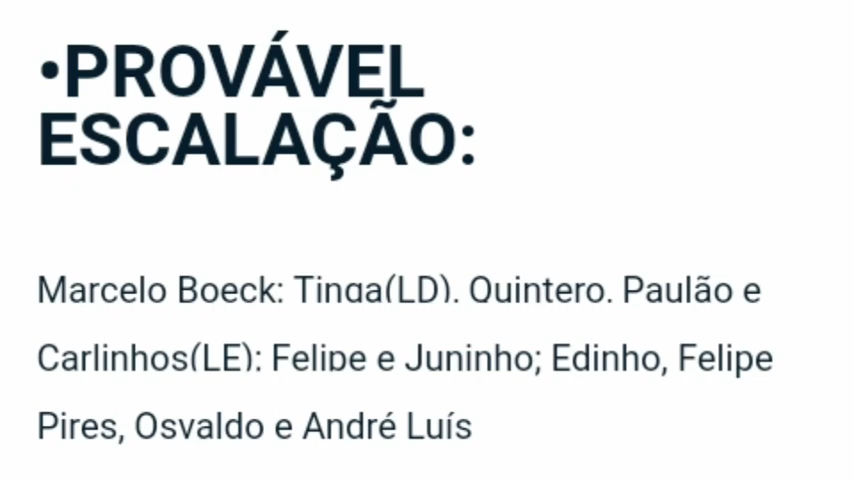 •PROVÁVEL
ESCALAÇÃO:
Marcelo Boeck: Tinga(LD), Quintero, Paulão e
Carlinhos(LE): Felipe e Juninho; Edinho, Felipe
Pires, Osvaldo e André Luís